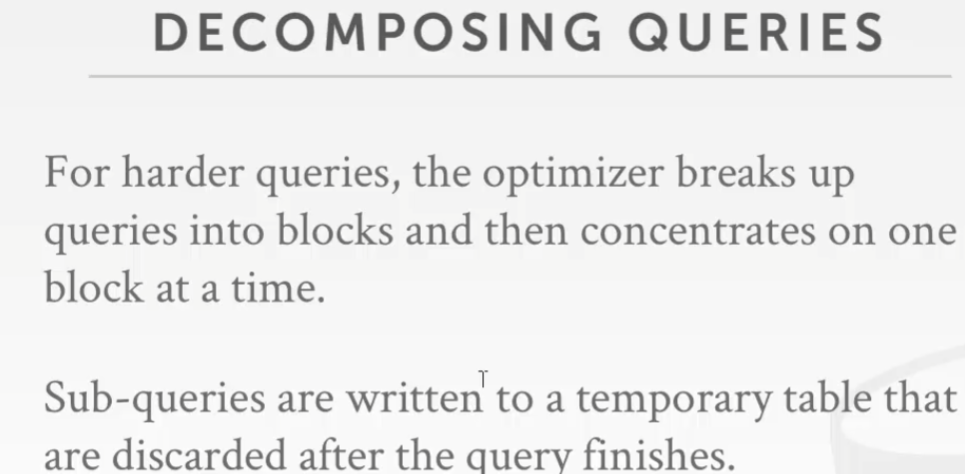 DECOMPOSING QUERIES
For harder queries, the optimizer breaks up
queries into blocks and then concentrates on one
block at a time.
Sub-queries are written to a temporary table that
are discarded after the query finishes.